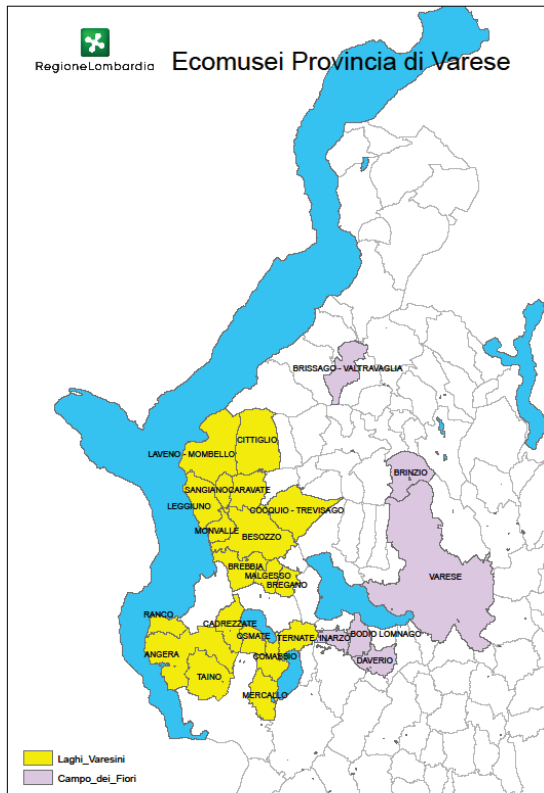 RegioneLombardia
Ecomusei Provincia di Varese
BRISSAGO - VALTRAVAGLIA
CITTIGLIO
LAVENO - MOMBELLO
BRINZIO
SANGIANO
CARAVATE
LEGGIUNO
COCQUIO - TREVISAGO
MONVALLE
BESOZZO
BREBBIA
MALGESSO
VARESE
BREGANO
RANCO
CADREZZATE
OSMATE
TERNATE
INARZO
BODIO LOMNAGO
ANGERA
COMABBIO
DAVERIO
TAINO
MERCALLO
Laghi_Varesini
Campo_dei_Fiori